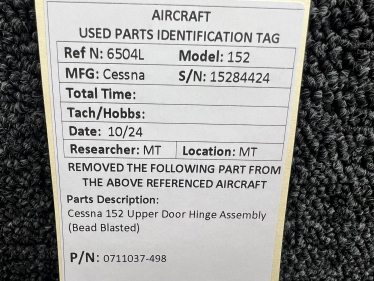 AIRCRAFT
USED PARTS IDENTIFICATION TAG
Ref N: 6504L Model: 152
MFG: Cessna S/N: 15284424
Total Time:
Tach/Hobbs:
Date: 10/24
Researcher: MT Location: MT
REMOVED THE FOLLOWING PART FROM
THE ABOVE REFERENCED AIRCRAFT
Parts Description:
Cessna 152 Upper Door Hinge Assembly
(Bead Blasted)
P/N: 0711037-498